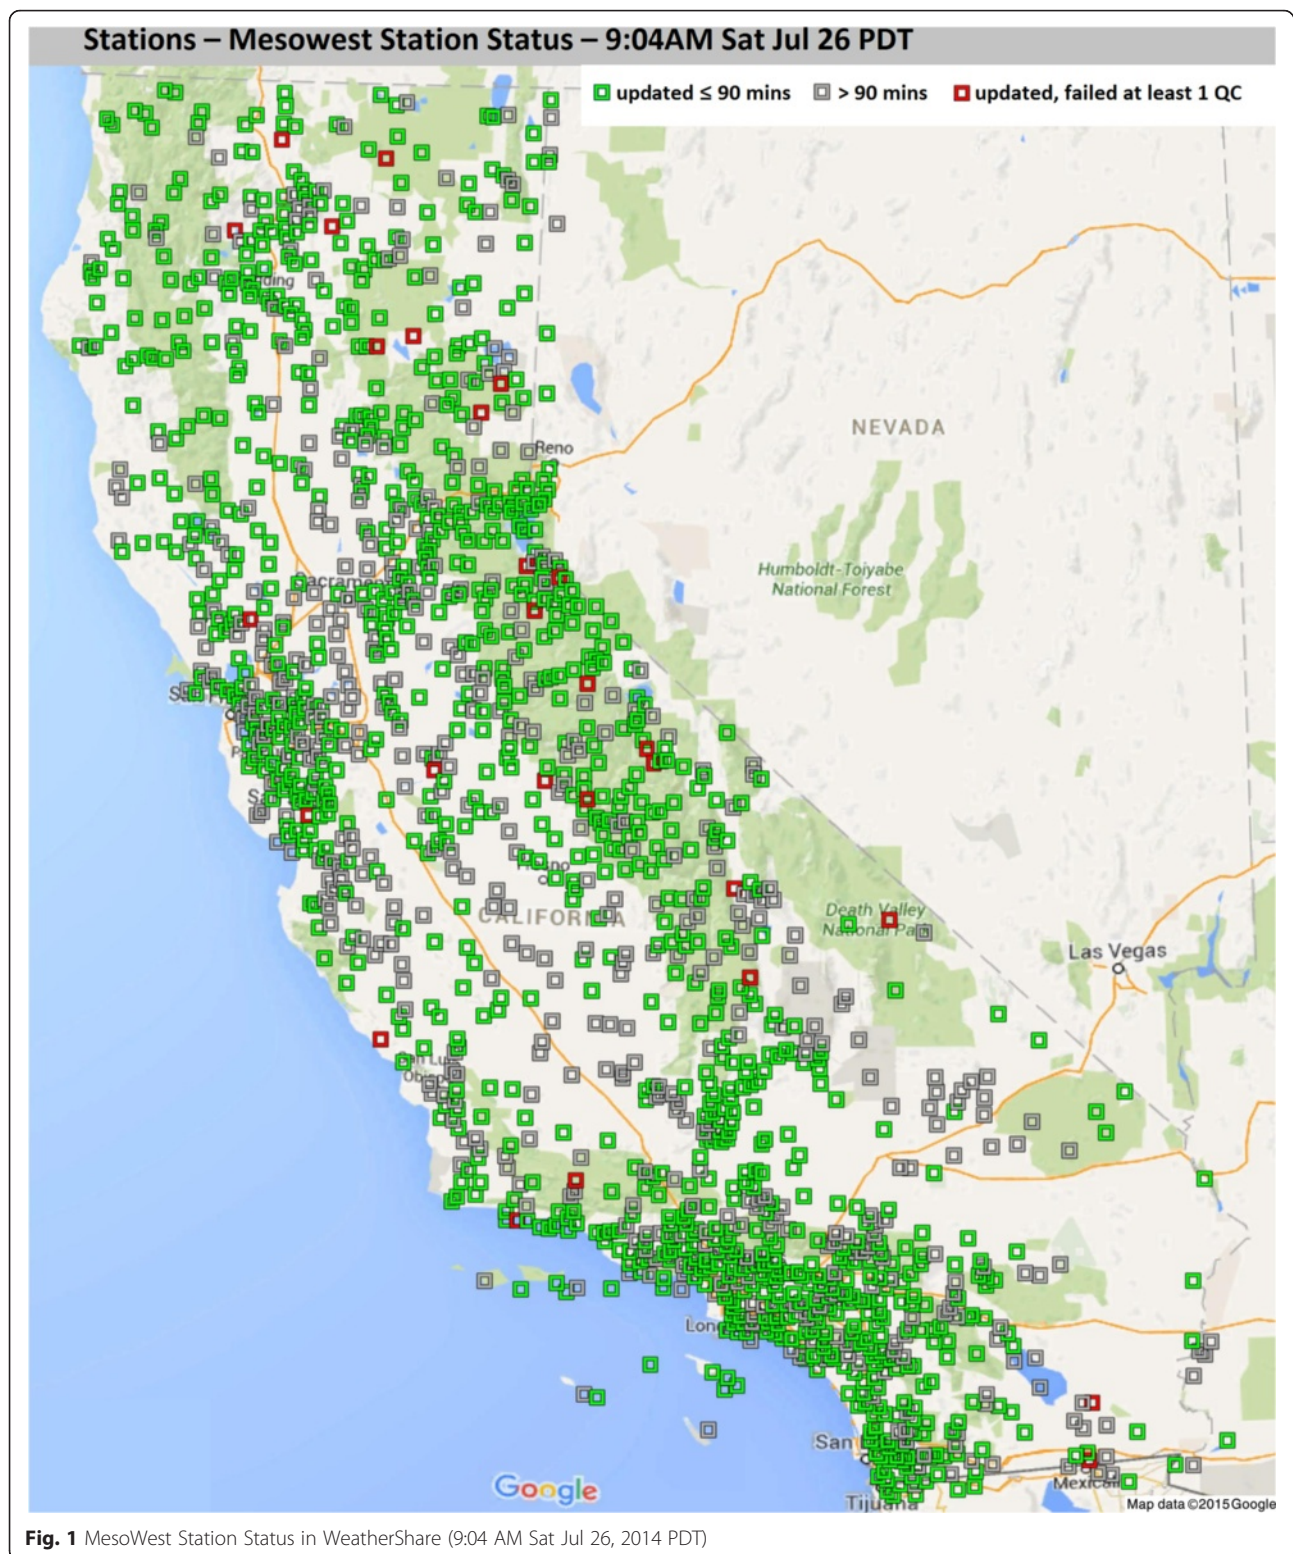 Stations – Mesowest Station Status – 9:04AM Sat Jul 26 PDT
updated ≤ 90 mins > 90 mins updated, failed at least 1 QC
NEVADA
Reno
Humboldt-Toiyabe
National Forest
CALIFORNIA
Death Valley
National Park
Las Vegas
San Luis
Obispo
Long
San
Tijuana
Mexicali
Google
Map data ©2015 Google
Fig. 1 MesoWest Station Status in WeatherShare (9:04 AM Sat Jul 26, 2014 PDT)